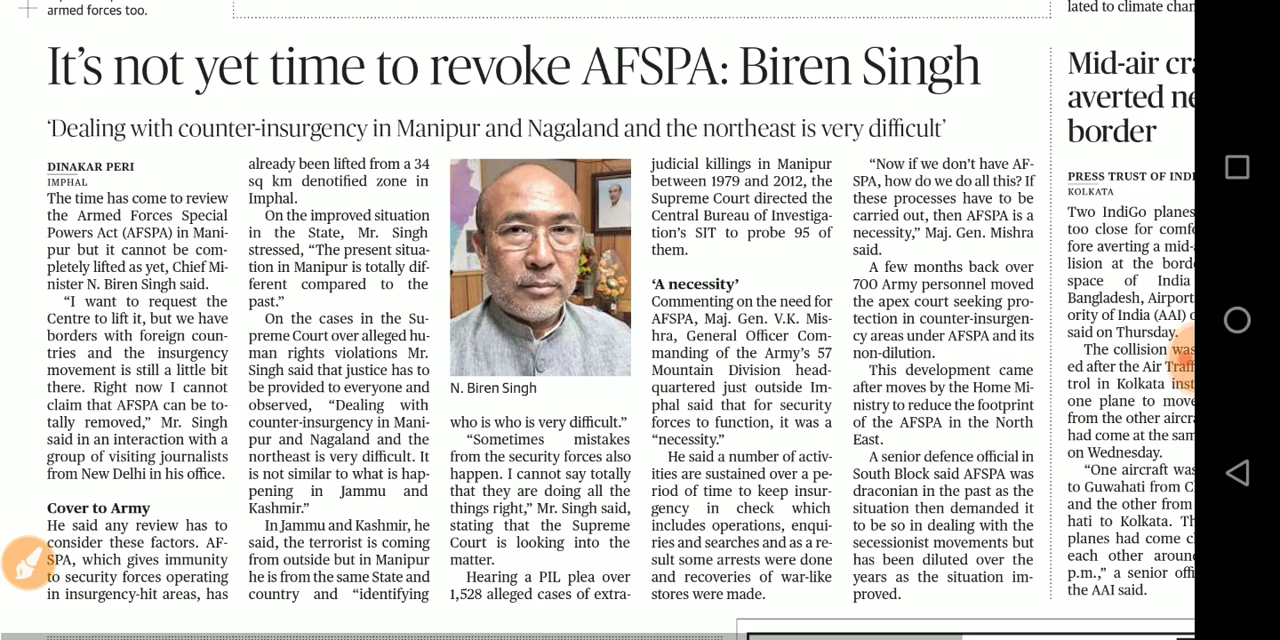 armed forces too.
It's not yet time to revoke AFSPA: Biren Singh
‘Dealing with counter-insurgency in Manipur and Nagaland and the northeast is very difficult’
DINAKAR PERI
IMPHAL
The time has come to review
the Armed Forces Special
Powers Act (AFSPA) in Mani-
pur but it cannot be com-
pletely lifted as yet, Chief Mi-
nister N. Biren Singh said.
“I want to request the
Centre to lift it, but we have
borders with foreign coun-
tries and the insurgency
movement is still a little bit
there. Right now I cannot
claim that AFSPA can be to-
tally removed,” Mr. Singh
said in an interaction with a
group of visiting journalists
from New Delhi in his office.
Cover to Army
He said any review has to
consider these factors. AF-
SPA, which gives immunity
to security forces operating
in insurgency-hit areas, has
already been lifted from a 34
sq km denotified zone in
Imphal.
On the improved situation
in the State, Mr. Singh
stressed, “The present situa-
tion in Manipur is totally dif-
ferent compared to the
past.”
On the cases in the Su-
preme Court over alleged hu-
man rights violations Mr.
Singh said that justice has to
be provided to everyone and
observed, “Dealing with
counter-insurgency in Mani-
pur and Nagaland and the
northeast is very difficult. It
is not similar to what is hap-
pening in Jammu and
Kashmir.”
In Jammu and Kashmir, he
said, the terrorist is coming
from outside but in Manipur
he is from the same State and
country and “identifying
N. Biren Singh
who is who is very difficult.”
“Sometimes mistakes
from the security forces also
happen. I cannot say totally
that they are doing all the
things right,” Mr. Singh said,
stating that the Supreme
Court is looking into the
matter.
Hearing a PIL plea over
1,528 alleged cases of extra-
judicial killings in Manipur
between 1979 and 2012, the
Supreme Court directed the
Central Bureau of Investiga-
tion's SIT to probe 95 of
them.
‘A necessity’
Commenting on the need for
AFSPA, Maj. Gen. V.K. Mis-
hra, General Officer Com-
manding of the Army's 57
Mountain Division head-
quartered just outside Im-
phal said that for security
forces to function, it was a
“necessity.”
He said a number of activ-
ities are sustained over a pe-
riod of time to keep insur-
gency in check which
includes operations, enqui-
ries and searches and as a re-
sult some arrests were done
and recoveries of war-like
stores were made.
“Now if we don't have AF-
SPA, how do we do all this? If
these processes have to be
carried out, then AFSPA is a
necessity,” Maj. Gen. Mishra
said.
A few months back over
700 Army personnel moved
the apex court seeking pro-
tection in counter-insurgen-
cy areas under AFSPA and its
non-dilution.
This development came
after moves by the Home Mi-
nistry to reduce the footprint
of the AFSPA in the North
East.
A senior defence official in
South Block said AFSPA was
draconian in the past as the
situation then demanded it
to be so in dealing with the
secessionist movements but
has been diluted over the
years as the situation im-
proved.
lated to climate chan
Mid-air cra
averted ne
border
PRESS TRUST OF INDI
KOLKATA
Two IndiGo planes
too close for comfo
fore averting a mid-
lision at the bord
space of India
Bangladesh, Airport
ority of India (AAI) o
said on Thursday.
The collision was
ed after the Air Traff
trol in Kolkata inst
one plane to move
from the other aircra
had come at the sam
on Wednesday.
“One aircraft was
to Guwahati from C
and the other from
hati to Kolkata. Th
planes had come cl
each other aroun
p.m.,” a senior offi
the AAI said.